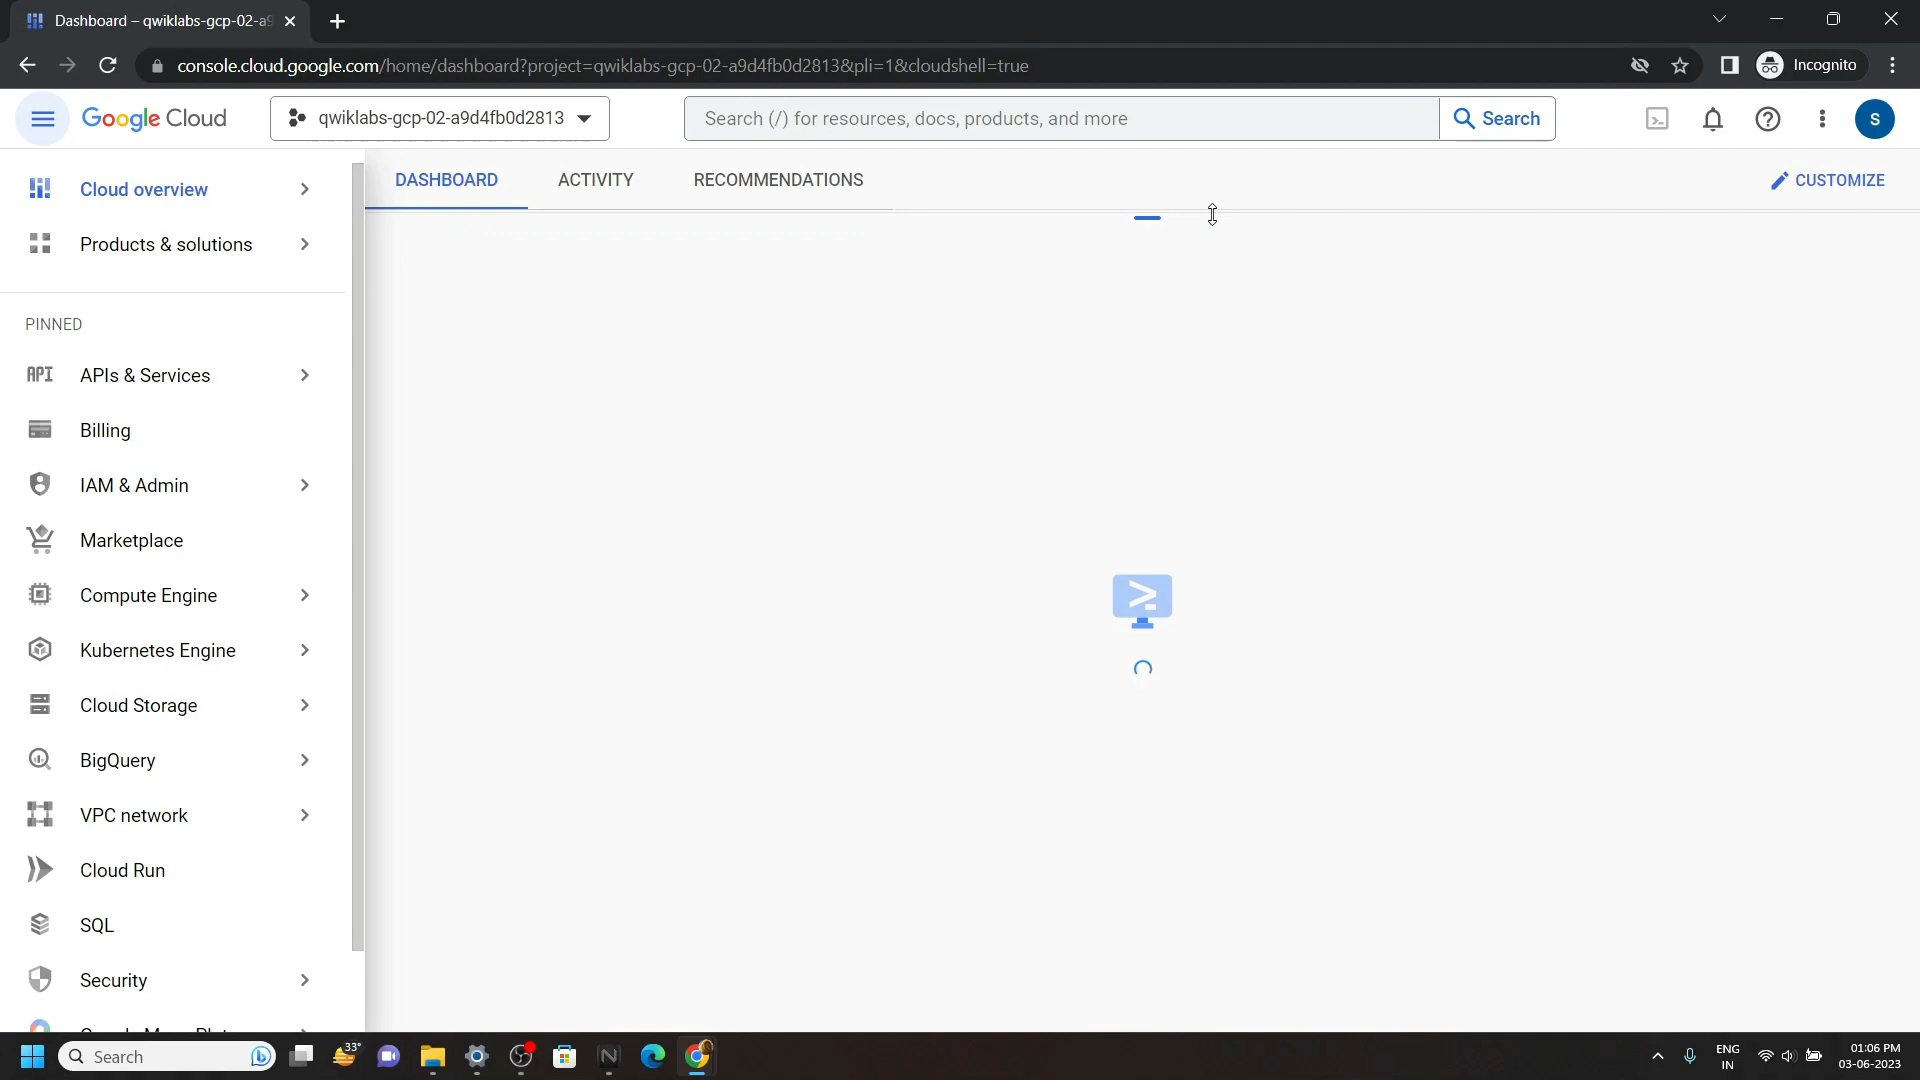 Dashboard – qwiklabs-gcp-02-a9
console.cloud.google.com/home/dashboard?project=qwiklabs-gcp-02-a9d4fb0d2813&pli=1&cloudshell=true
Incognito
Google Cloud
qwiklabs-gcp-02-a9d4fb0d2813
Search (/) for resources, docs, products, and more
Search
S
Cloud overview
Products & solutions
PINNED
API APIs & Services
Billing
IAM & Admin
Marketplace
Compute Engine
Kubernetes Engine
Cloud Storage
BigQuery
VPC network
Cloud Run
SQL
Security
DASHBOARD
ACTIVITY
RECOMMENDATIONS
CUSTOMIZE
Search
33°
ENG
IN
01:06 PM
03-06-2023